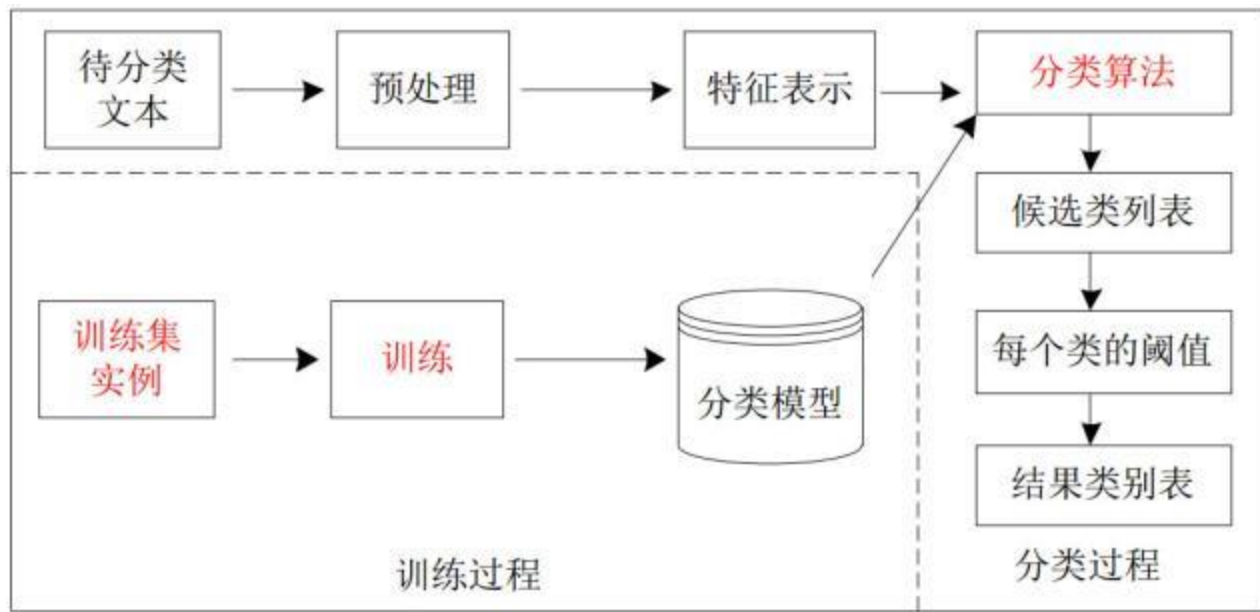 待分类
文本
预处理
特征表示
分类算法
候选类列表
训练集
实例
训练
分类模型
每个类的阈值
结果类别表
训练过程
分类过程